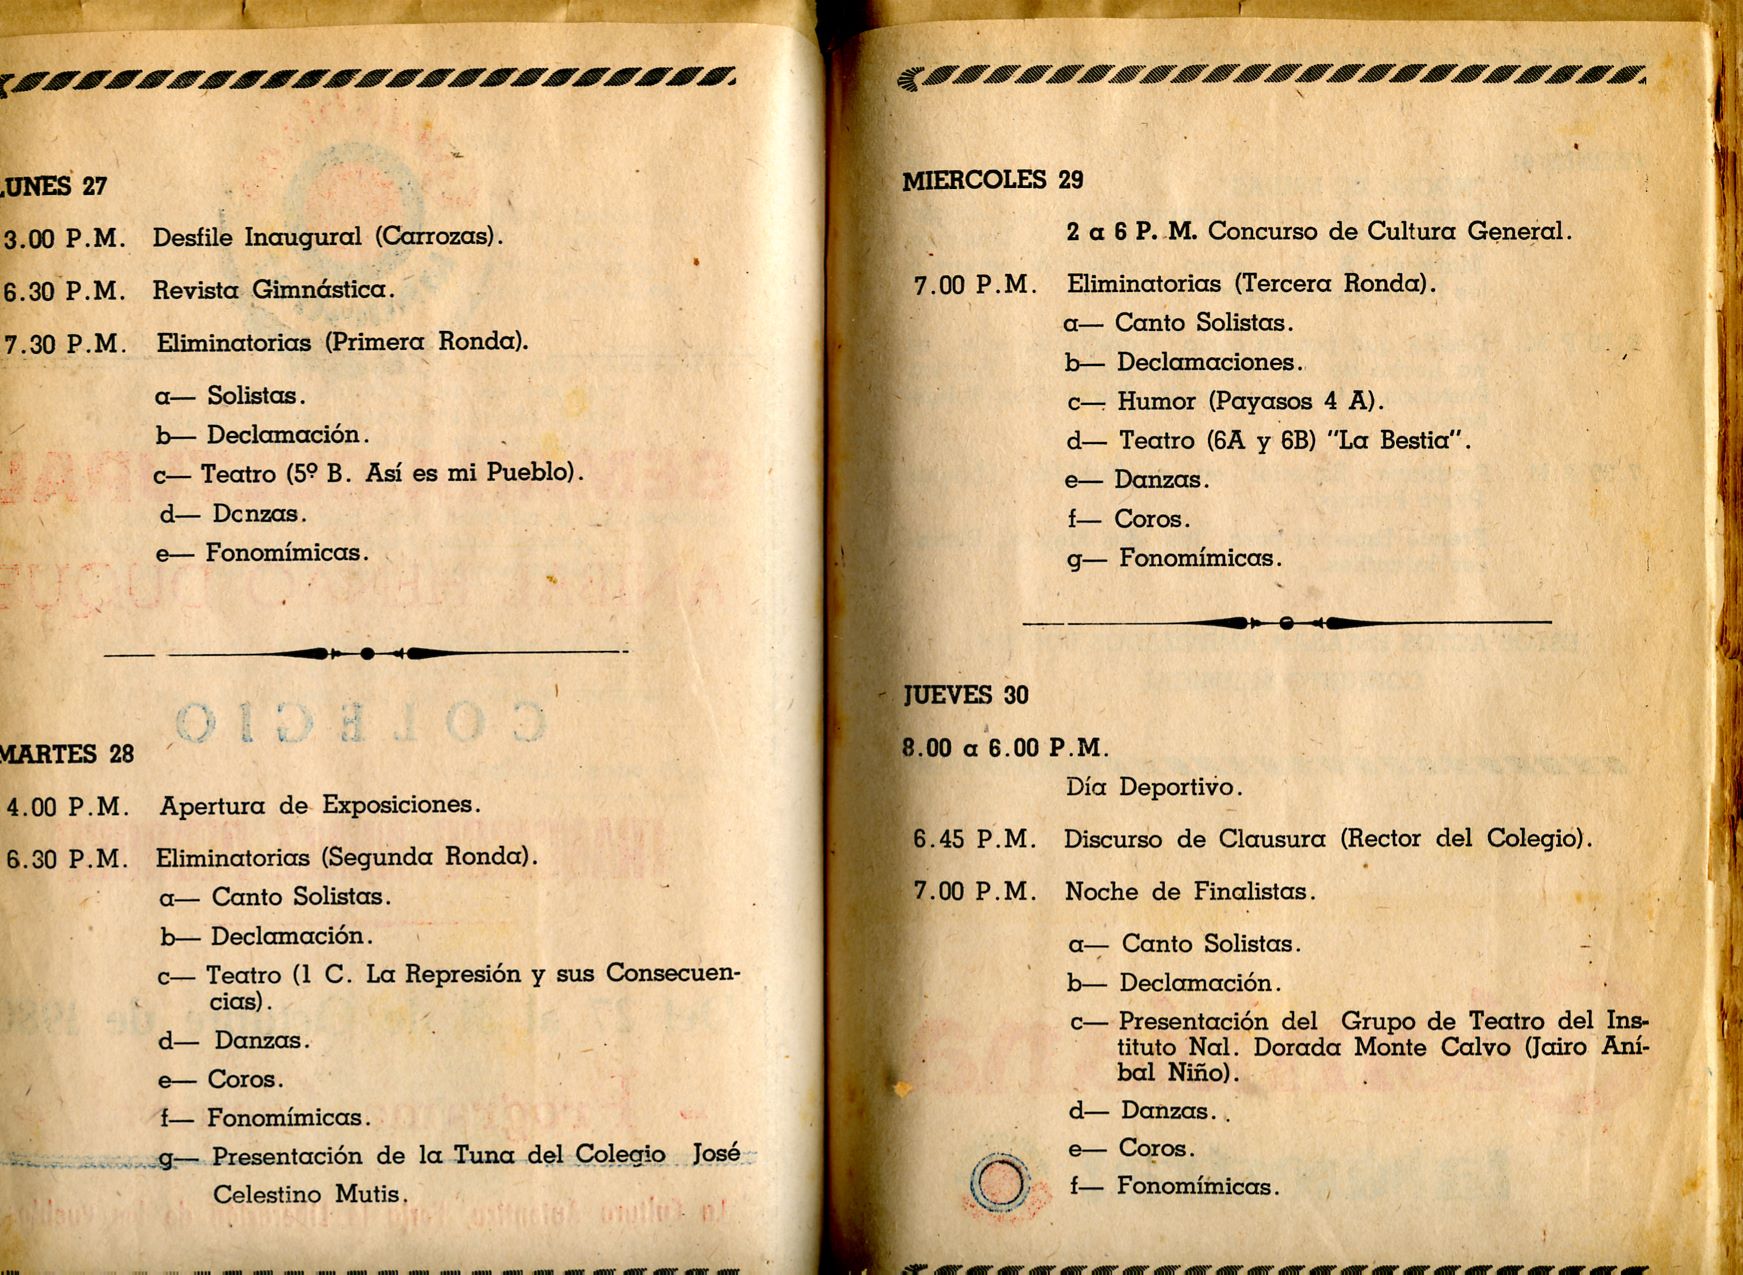 LUNES 27
3.00 P.M. Desfile Inaugural (Carrozas).
6.30 P.M. Revista Gimnástica.
7.30 P.M. Eliminatorias (Primera Ronda).
a— Solistas.
b— Declamación.
c— Teatro (5º B. Así es mi Pueblo).
d— Dcnzas.
e— Fonomímicas.
MARTES 28
4.00 P.M. Apertura de Exposiciones.
6.30 P.M. Eliminatorias (Segunda Ronda).
a— Canto Solistas.
b— Declamación.
c— Teatro (1 C. La Represión y sus Consecuen-
cias).
d— Danzas.
e— Coros.
f— Fonomímicas.
g— Presentación de la Tuna del Colegio José
Celestino Mutis.
MIERCOLES 29
2 a 6 P. M. Concurso de Cultura General.
7.00 P.M. Eliminatorias (Tercera Ronda).
a— Canto Solistas.
b— Declamaciones.
c— Humor (Payasos 4 A).
d— Teatro (6A y 6B) "La Bestia".
e— Danzas.
f— Coros.
g— Fonomímicas.
JUEVES 30
8.00 a 6.00 P.M.
Día Deportivo.
6.45 P.M. Discurso de Clausura (Rector del Colegio).
7.00 P.M. Noche de Finalistas.
a— Canto Solistas.
b— Declamación.
c— Presentación del Grupo de Teatro del Ins-
tituto Nal. Dorada Monte Calvo (Jairo Aní-
bal Niño).
d— Danzas.
e— Coros.
f— Fonomímicas.